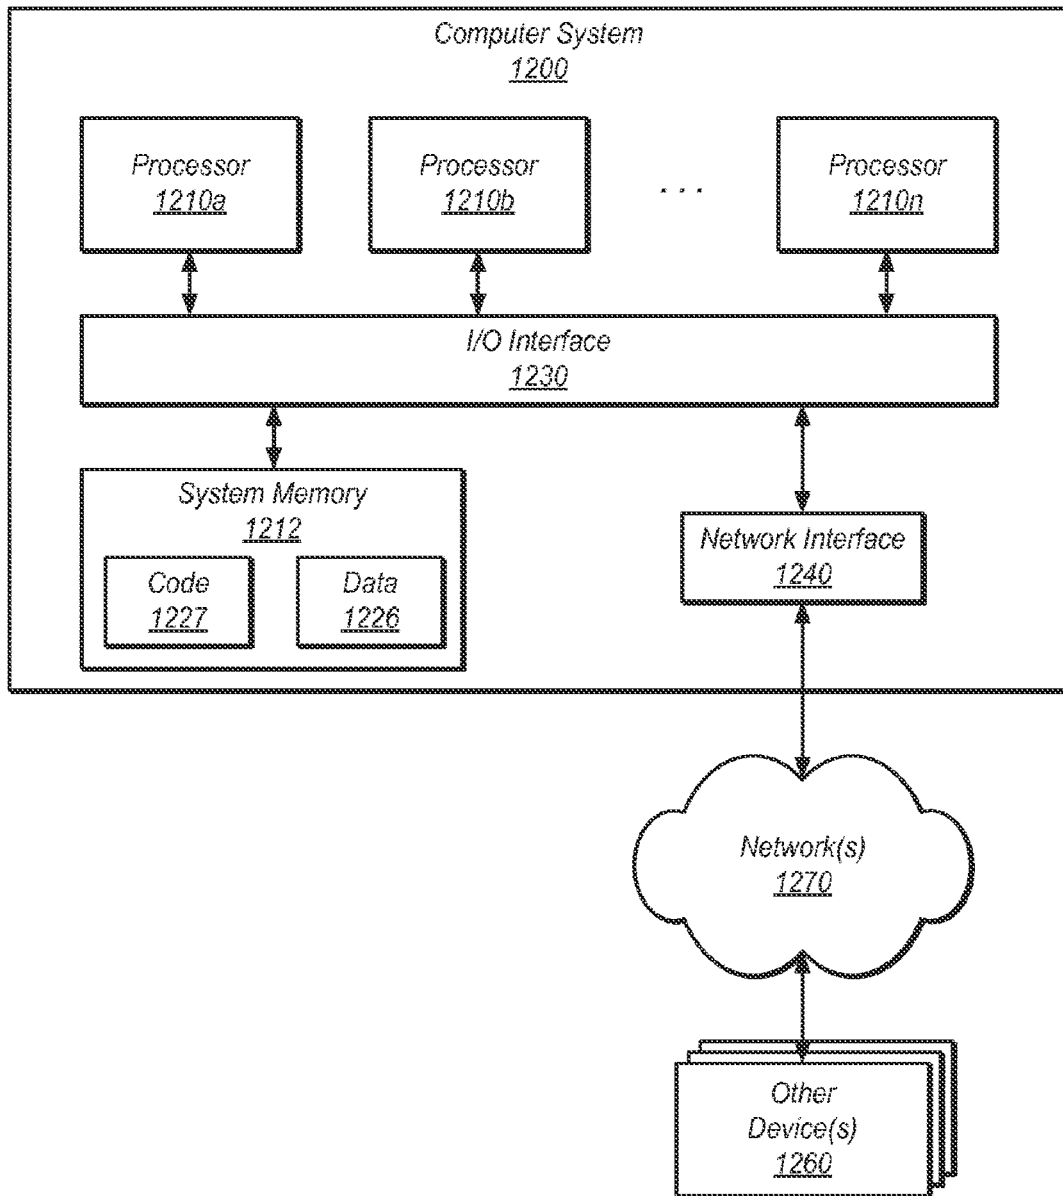 Computer System
1200
Processor
1210a
Processor
1210b
. . .
Processor
1210n
I/O Interface
1230
System Memory
1212
Code
1227
Data
1226
Network Interface
1240
Network(s)
1270
Other
Device(s)
1260